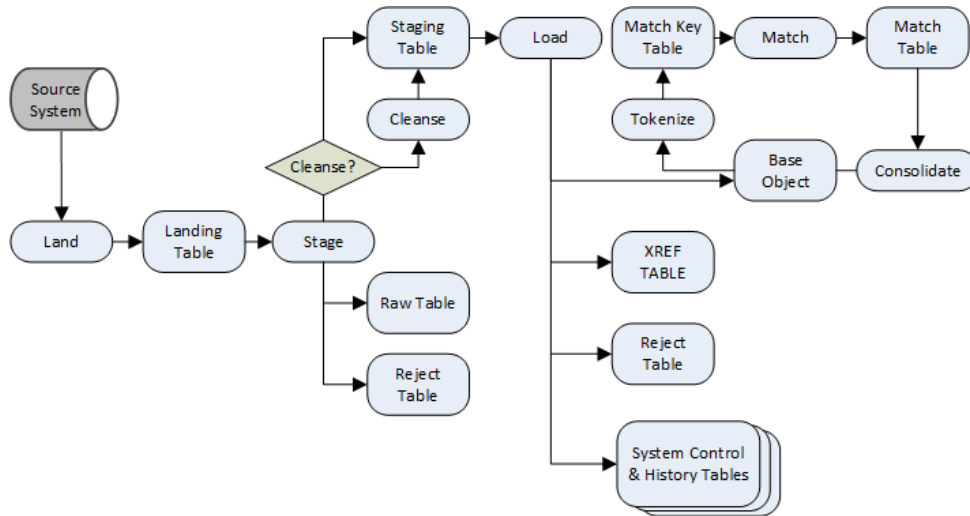 Source
System
Land
Landing
Table
Stage
Cleanse?
Staging
Table
Cleanse
Raw Table
Reject
Table
Load
Match Key
Table
Match
Match
Table
Tokenize
Base
Object
Consolidate
XREF
TABLE
Reject
Table
System Control
& History Tables